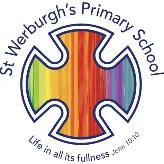 St Werburgh's Primary School
Life in all its fullness John 10:10